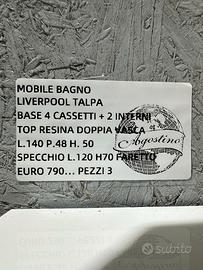 MOBILE BAGNO
LIVERPOOL TALPA
BASE 4 CASSETTI + 2 INTERNI
TOP RESINA DOPPIA VASCA
Agostino
L.140 P.48 H. 50
SPECCHIO L.120 H70 FARETTO
EURO 790... PEZZI 3
subito